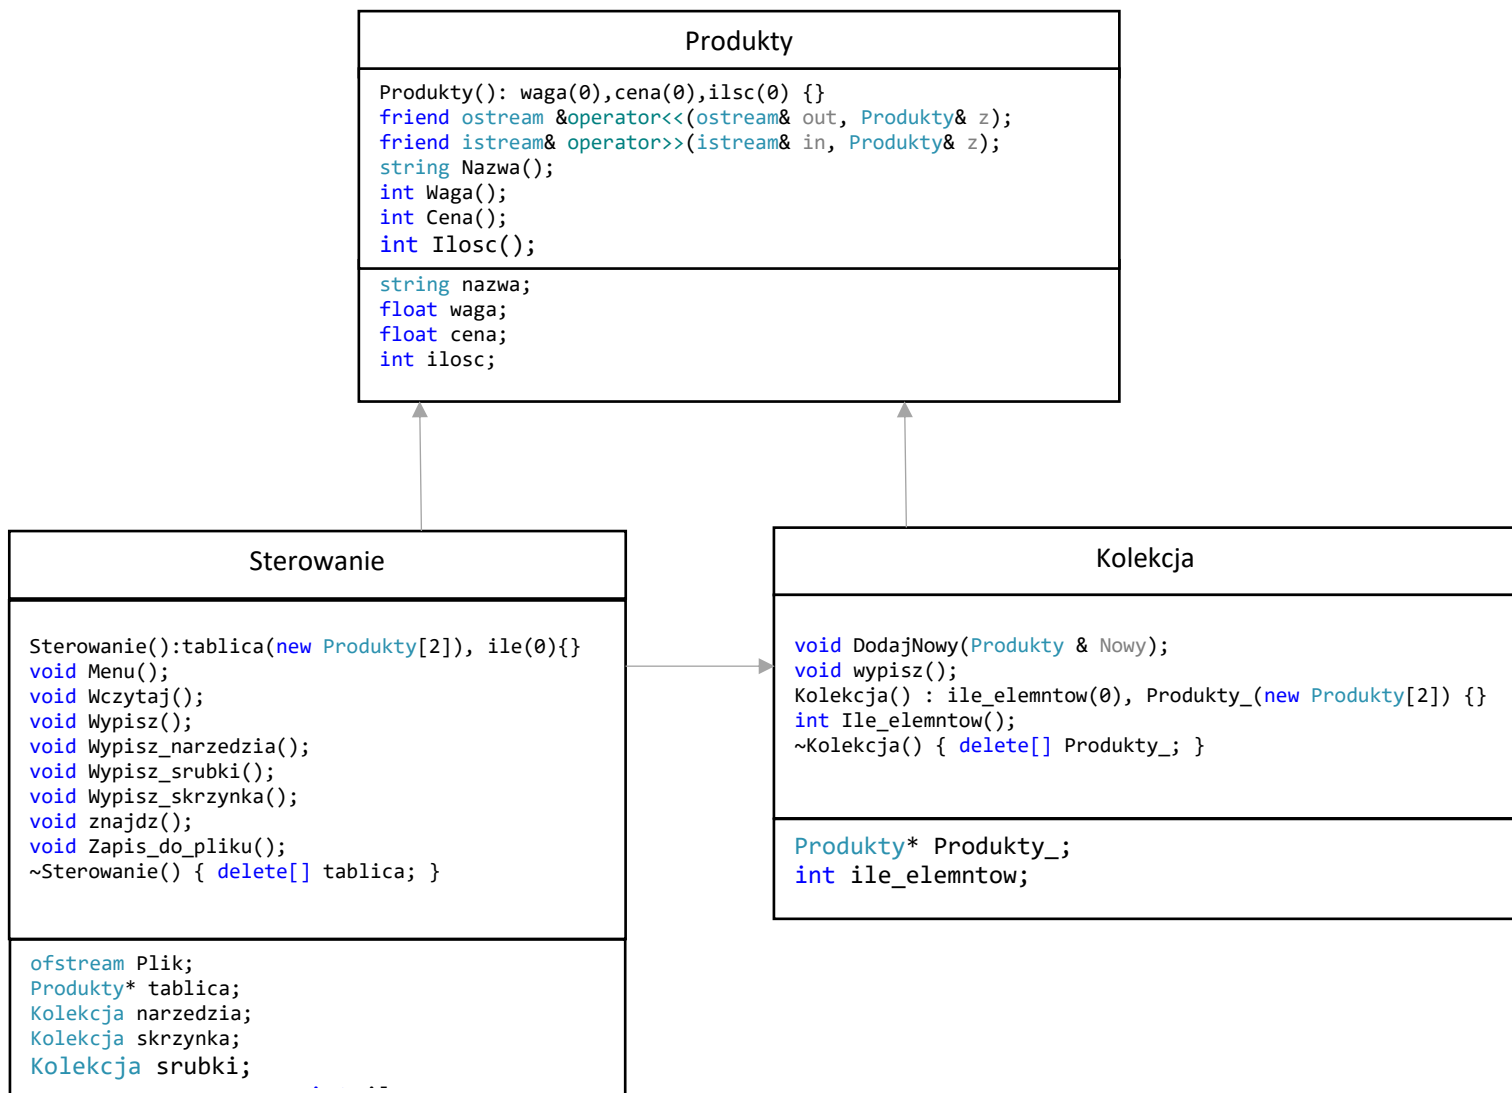 Produkty
Produkty(): waga(0),cena(0),ilsc(0) {}
friend ostream &operator<<(ostream& out, Produkty& z);
friend istream& operator>>(istream& in, Produkty& z);
string Nazwa();
int Waga();
int Cena();
int Ilosc();
string nazwa;
float waga;
float cena;
int ilosc;
Sterowanie
Sterowanie():tablica(new Produkty[2]), ile(0){}
void Menu();
void Wczytaj();
void Wypisz();
void Wypisz_narzedzia();
void Wypisz_srubki();
void Wypisz_skrzynka();
void znajdz();
void Zapis_do_pliku();
~Sterowanie() { delete[] tablica; }
ofstream Plik;
Produkty* tablica;
Kolekcja narzedzia;
Kolekcja skrzynka;
Kolekcja srubki;
Kolekcja
void DodajNowy(Produkty & Nowy);
void wypisz();
Kolekcja() : ile_elemntow(0), Produkty_(new Produkty[2]) {}
int Ile_elemntow();
~Kolekcja() { delete[] Produkty_; }
Produkty* Produkty_;
int ile_elemntow;